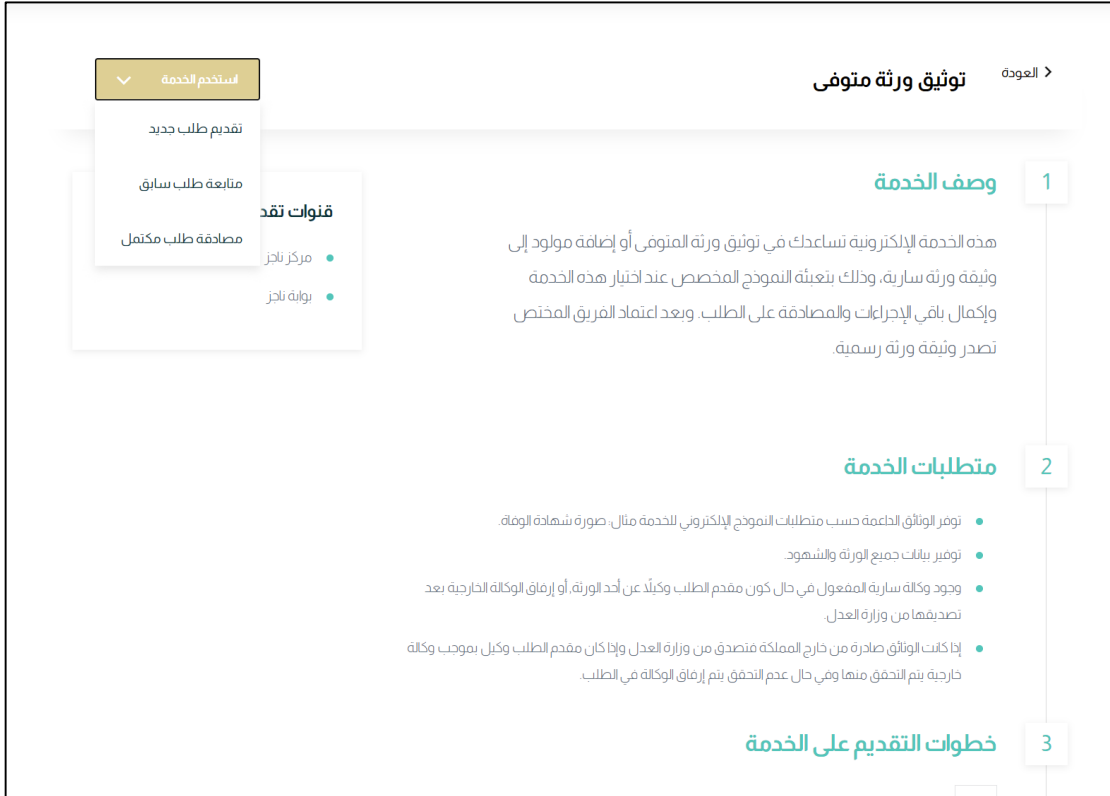 العودة
توثيق ورثة متوفى
استخدم الخدمة
تقديم طلب جديد
متابعة طلب سابق
مصادقة طلب مكتمل
1
وصف الخدمة
هذه الخدمة الإلكترونية تساعدك في توثيق ورثة المتوفى أو إضافة مولود إلى
وثيقة ورثة سارية، وذلك بتعبئة النموذج المخصص عند اختيار هذه الخدمة
وإكمال باقي الإجراءات والمصادقة على الطلب. وبعد اعتماد الفريق المختص
تصدر وثيقة ورثة رسمية.
قنوات تقد
مركز ناجز
بوابة ناجز
2
متطلبات الخدمة
توفر الوثائق الداعمة حسب متطلبات النموذج الإلكتروني للخدمة مثال: صورة شهادة الوفاة.
توفير بيانات جميع الورثة والشهود.
وجود وكالة سارية المفعول في حال كون مقدم الطلب وكيلاً عن أحد الورثة, أو إرفاق الوكالة الخارجية بعد
تصديقها من وزارة العدل.
إذا كانت الوثائق صادرة من خارج المملكة فتصدق من وزارة العدل وإذا كان مقدم الطلب وكيل بموجب وكالة
خارجية يتم التحقق منها وفي حال عدم التحقق يتم إرفاق الوكالة في الطلب.
3
خطوات التقديم على الخدمة